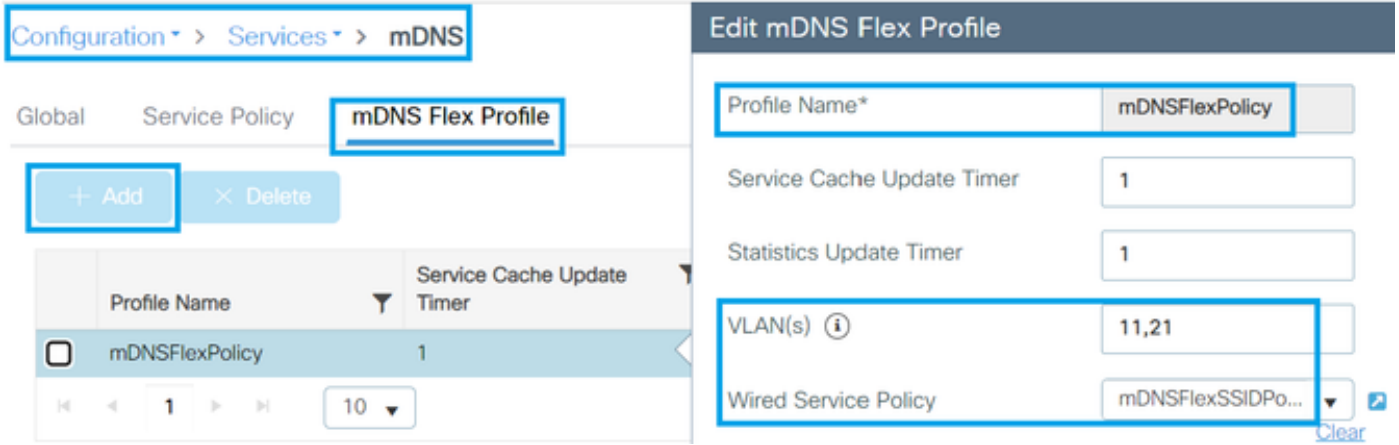 Configuration > Services > mDNS
Global Service Policy mDNS Flex Profile
+ Add × Delete
Profile Name
Service Cache Update Timer
mDNSFlexPolicy 1
1 10
Edit mDNS Flex Profile
Profile Name* mDNSFlexPolicy
Service Cache Update Timer 1
Statistics Update Timer 1
VLAN(s) 11,21
Wired Service Policy mDNSFlexSSIDPo...
Clear